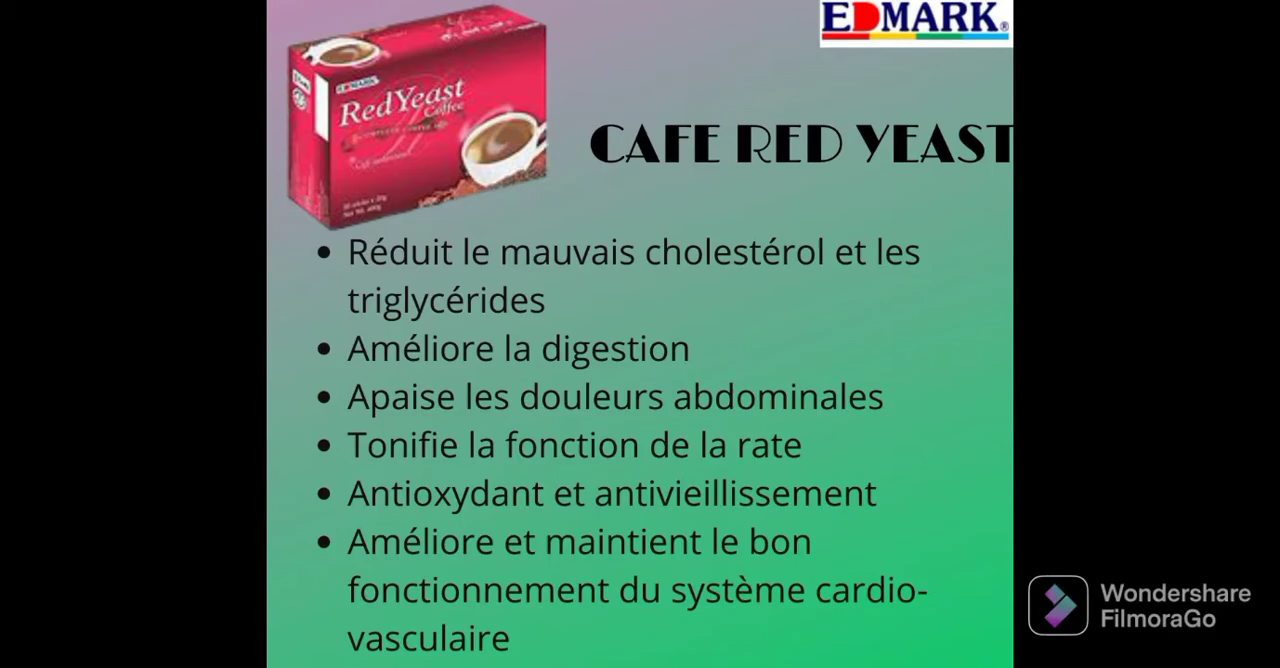 EDMARK®
EDMARK
RedYeast
Coffee
CAFE RED YEAST
• Réduit le mauvais cholestérol et les
triglycérides
• Améliore la digestion
• Apaise les douleurs abdominales
• Tonifie la fonction de la rate
• Antioxydant et antivieillissement
• Améliore et maintient le bon
fonctionnement du système cardio-
vasculaire
Wondershare
FilmoraGo